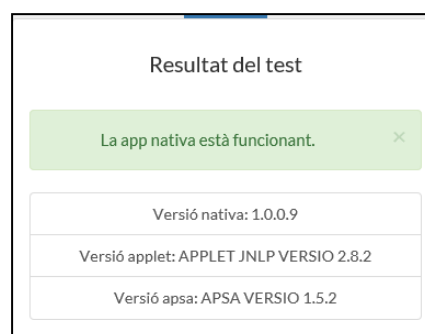 Resultat del test
La app nativa està funcionant.
×
Versió nativa: 1.0.0.9
Versió applet: APPLET JNLP VERSIO 2.8.2
Versió apsa: APSA VERSIO 1.5.2